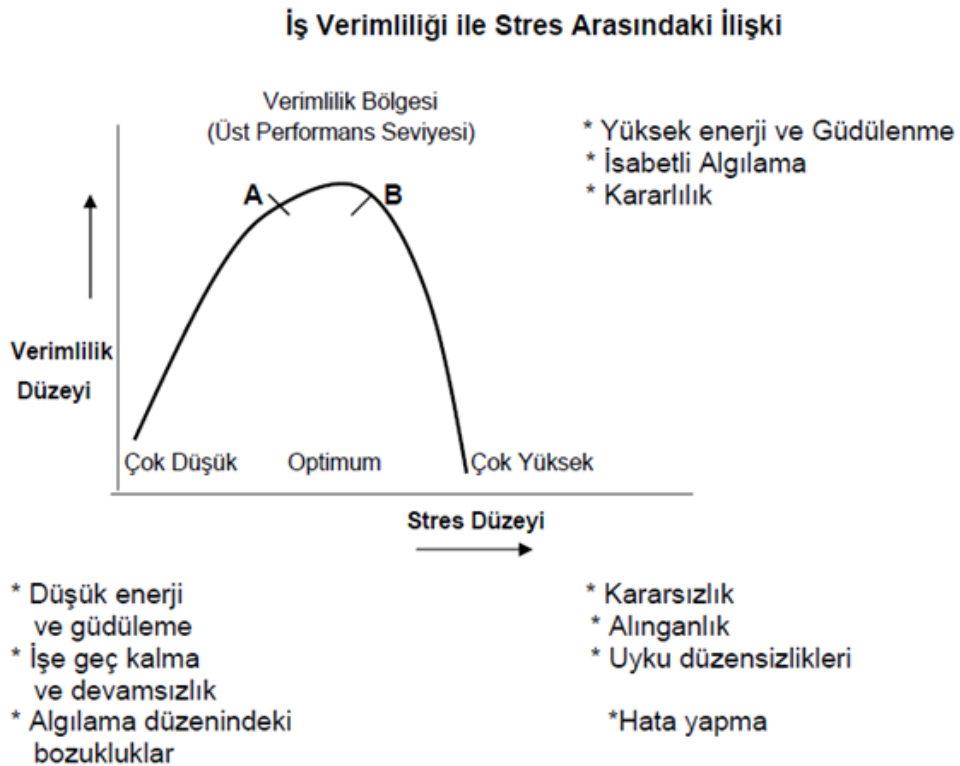 İş Verimliliği ile Stres Arasındaki İlişki
Verimlilik Bölgesi
(Üst Performans Seviyesi)
* Yüksek enerji ve Güdülenme
* İsabetli Algılama
* Kararlılık
A
B
Verimlilik
Düzeyi
Çok Düşük
Optimum
Çok Yüksek
Stres Düzeyi
* Düşük enerji
ve güdüleme
* İşe geç kalma
ve devamsızlık
* Algılama düzenindeki
bozukluklar
* Kararsızlık
* Alınganlık
* Uyku düzensizlikleri
*Hata yapma